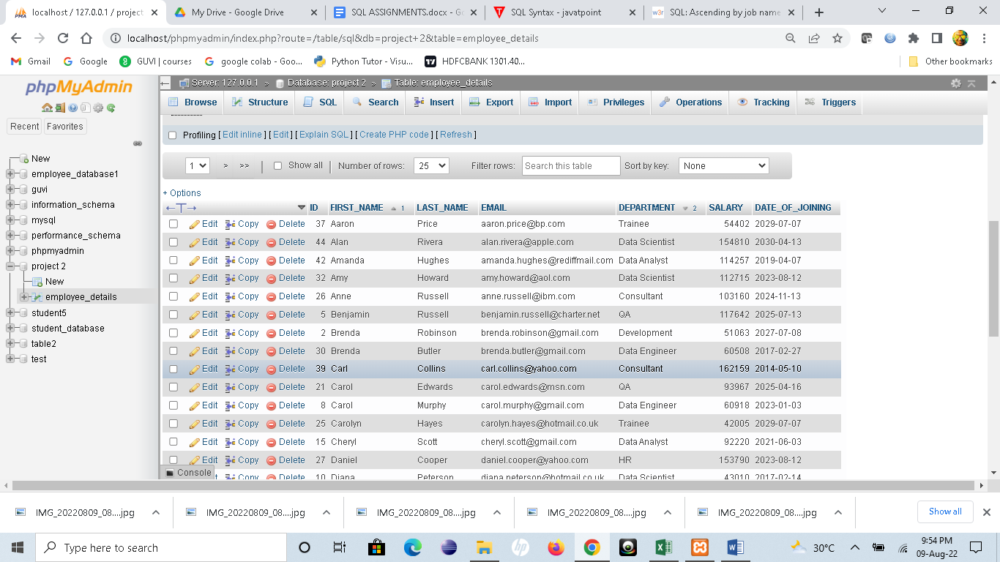 localhost / 127.0.0.1 / project
My Drive - Google Drive
SQL ASSIGTMENTS.docx - Go
SQL Syntax - javatpoint
SQL: Ascending by job name
localhost/phpmyadmin/index.php?route=/table/sql&db=project+2&table=employee_details
Gmail Google GUVI | courses google colab - Goo... Python Tutor - Visu... HDFCBANK 1301.40... Other bookmarks
phpMyAdmin
Recent Favorites
New
employee_database1
guvi
information_schema
mysql
performance_schema
phpmyadmin
project 2
New
employee_details
student5
student_database
table2
test
Server: 127.0.0.1 » Database: project 2 » Table: employee_details
Browse Structure SQL Search Insert Export Import Privileges Operations Tracking Triggers
Profiling [ Edit inline ] [ Edit ] [ Explain SQL ] [ Create PHP code ] [ Refresh ]
1 > >> Show all Number of rows: 25 Filter rows: Search this table Sort by key: None
+ Options
←T→ ID FIRST_NAME 1 LAST_NAME EMAIL DEPARTMENT 2 SALARY DATE_OF_JOINING
Edit Copy Delete Aaron Price aaron.price@bp.com Trainee 54402 2029-07-07
Edit Copy Delete 44 Alan Rivera alan.rivera@apple.com Data Scientist 154810 2030-04-13
Edit Copy Delete 42 Amanda Hughes amanda.hughes@rediffmail.com Data Analyst 114257 2019-04-07
Edit Copy Delete 32 Amy Howard amy.howard@aol.com Data Scientist 112715 2023-08-12
Edit Copy Delete 26 Anne Russell anne.russell@ibm.com Consultant 103160 2024-11-13
Edit Copy Delete 5 Benjamin Russell benjamin.russell@charter.net QA 117642 2025-07-13
Edit Copy Delete 2 Brenda Robinson brenda.robinson@gmail.com Development 51063 2027-07-08
Edit Copy Delete Brenda Butler brenda.butler@gmail.com Data Engineer 60508 2017-02-27
Edit Copy Delete 39 Carl Collins carl.collins@yahoo.com Consultant 162159 2014-05-10
Edit Copy Delete Carol Edwards carol.edwards@msn.com QA 93967 2025-04-16
Edit Copy Delete 8 Carol Murphy carol.murphy@gmail.com Data Engineer 60918 2023-01-03
Edit Copy Delete 25 Carolyn Hayes carolyn.hayes@hotmail.co.uk Trainee 42005 2029-07-07
Edit Copy Delete 15 Cheryl Scott cheryl.scott@gmail.com Data Analyst 92220 2021-06-03
Edit Copy Delete 27 Daniel Cooper daniel.cooper@yahoo.com HR 153790 2023-08-12
Edit Copy Delete 10 Diana Peterson diana.peterson@hotmail.co.uk Data Scientist 43010 2017-02-14
Console
IMG_20220809_08....jpg IMG_20220809_08....jpg IMG_20220809_08....jpg IMG_20220809_08....jpg IMG_20220809_08....jpg Show all
Type here to search
30°C
9:54 PM
09-Aug-22